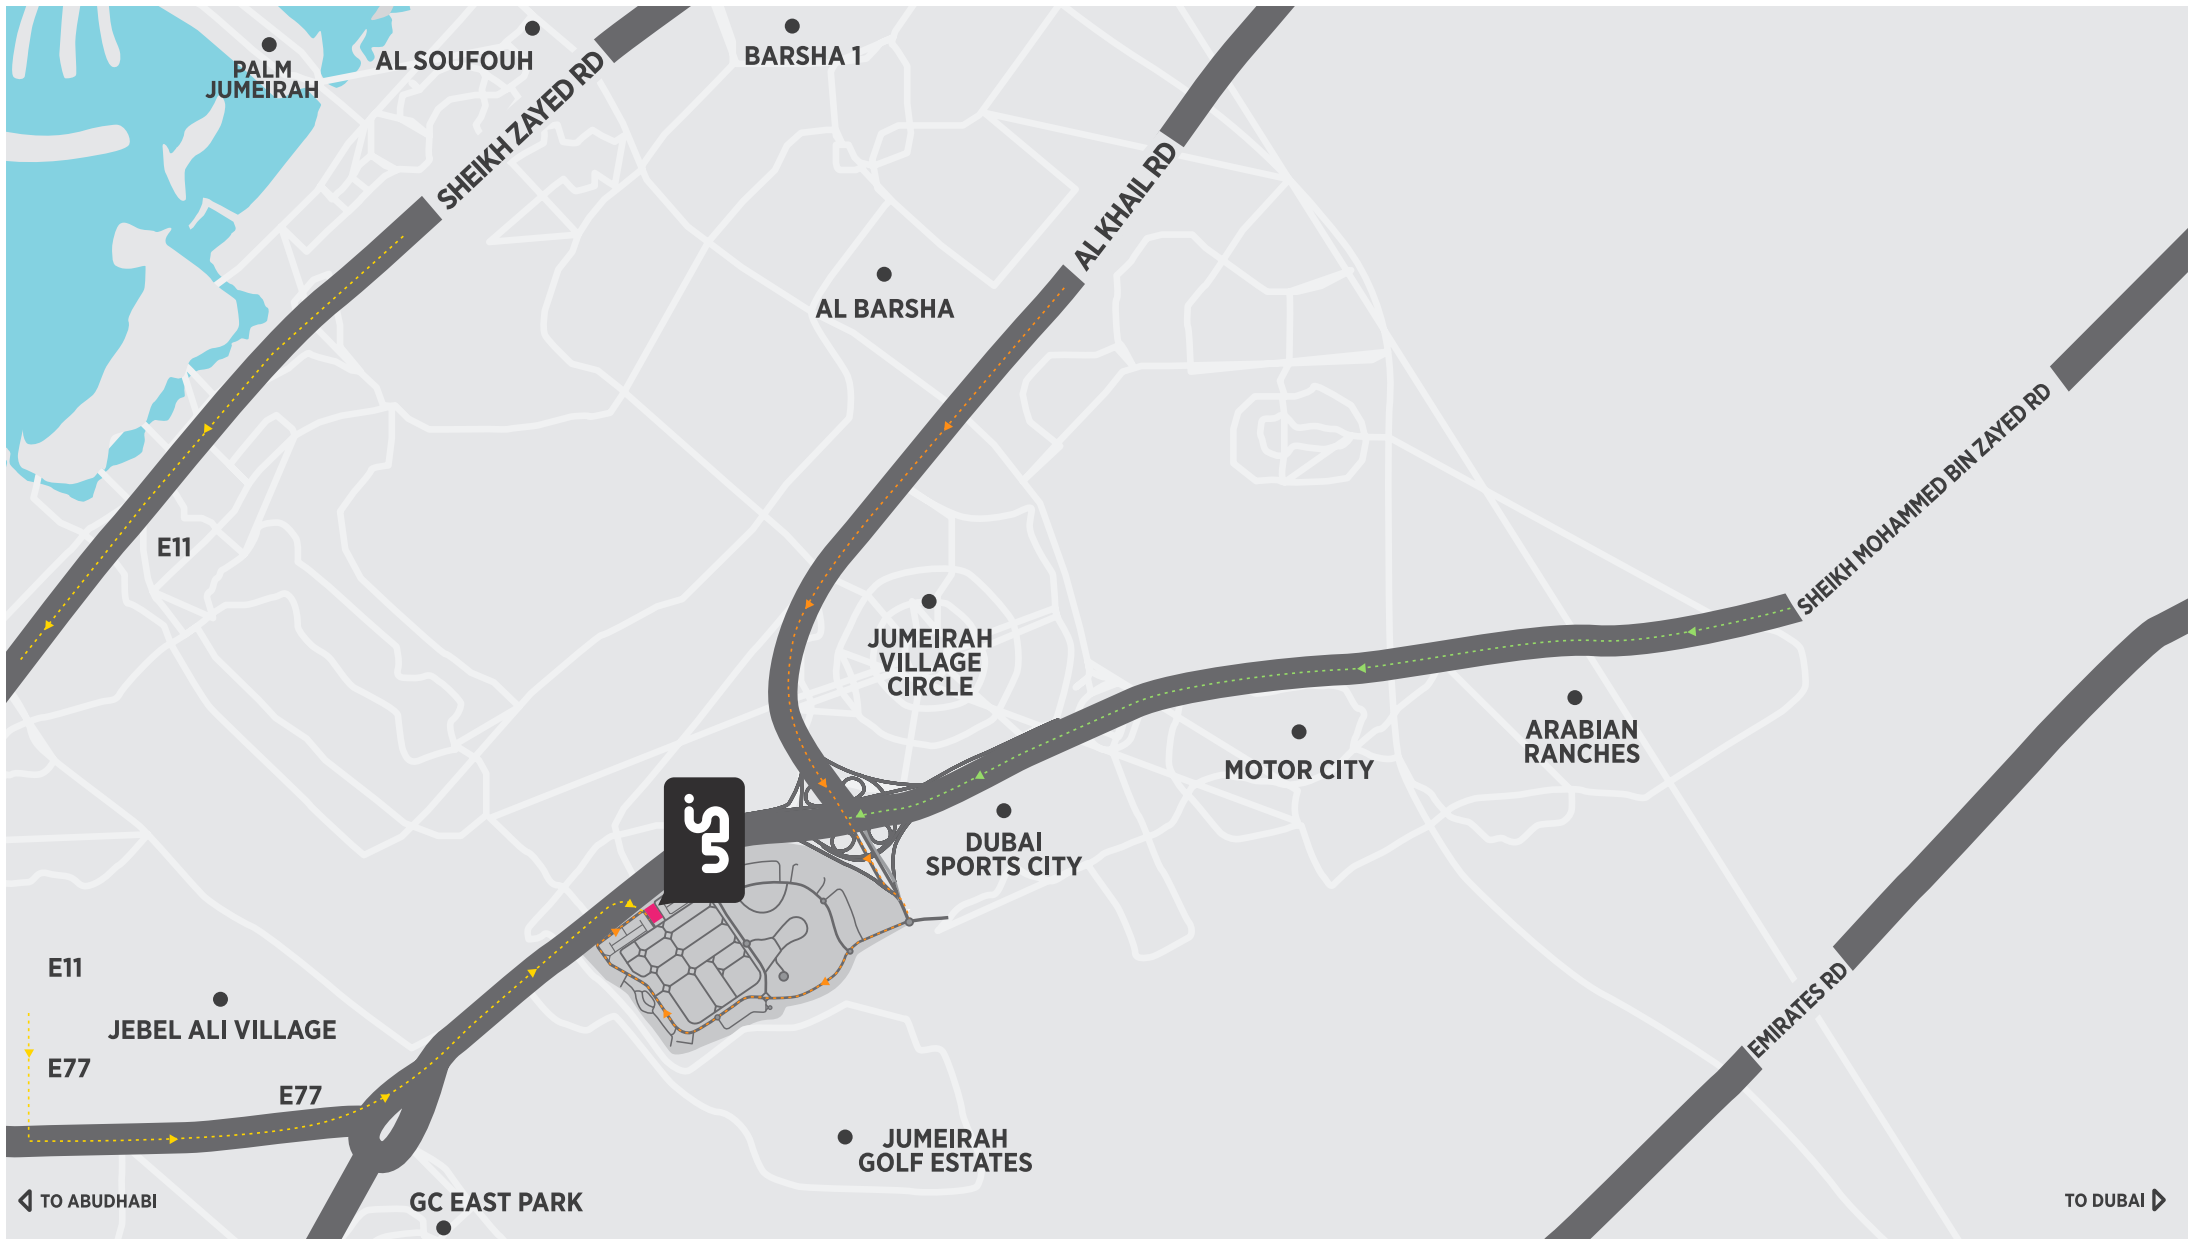 PALM
JUMEIRAH
AL SOUFOUH
BARSHA 1
SHEIKH ZAYED RD
AL KHAIL RD
AL BARSHA
SHEIKH MOHAMMED BIN ZAYED RD
E11
JUMEIRAH
VILLAGE
CIRCLE
ARABIAN
RANCHES
MOTOR CITY
in5
DUBAI
SPORTS CITY
E11
JEBEL ALI VILLAGE
EMIRATES RD
E77
E77
JUMEIRAH
GOLF ESTATES
TO ABUDHABI
GC EAST PARK
TO DUBAI